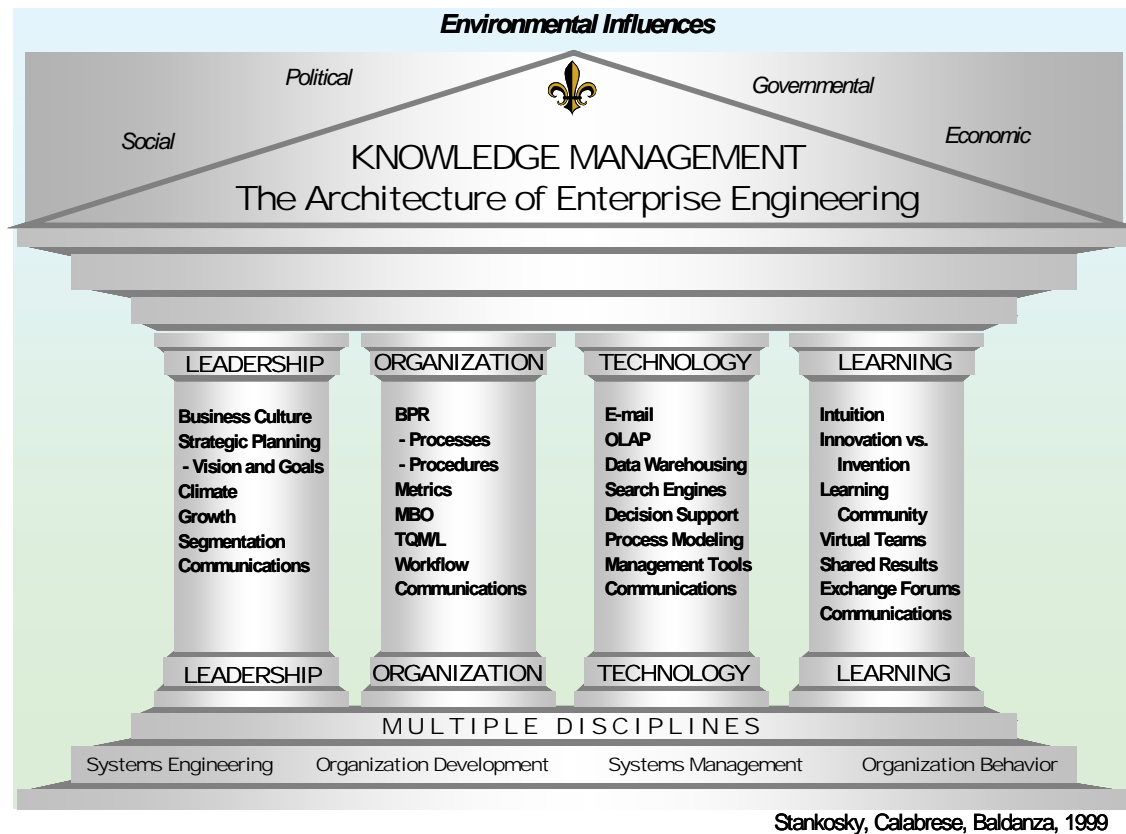 Environmental Influences
Political
Governmental
Social
Economic
KNOWLEDGE MANAGEMENT
The Architecture of Enterprise Engineering
LEADERSHIP
ORGANIZATION
TECHNOLOGY
LEARNING
Business Culture
Strategic Planning
- Vision and Goals
Climate
Growth
Segmentation
Communications
BPR
- Processes
- Procedures
Metrics
MBO
TQM/L
Workflow
Communications
E-mail
OLAP
Data Warehousing
Search Engines
Decision Support
Process Modeling
Management Tools
Communications
Intuition
Innovation vs.
Invention
Learning
Community
Virtual Teams
Shared Results
Exchange Forums
Communications
LEADERSHIP
ORGANIZATION
TECHNOLOGY
LEARNING
MULTIPLE DISCIPLINES
Systems Engineering
Organization Development
Systems Management
Organization Behavior
Stankosky, Calabrese, Baldanza, 1999